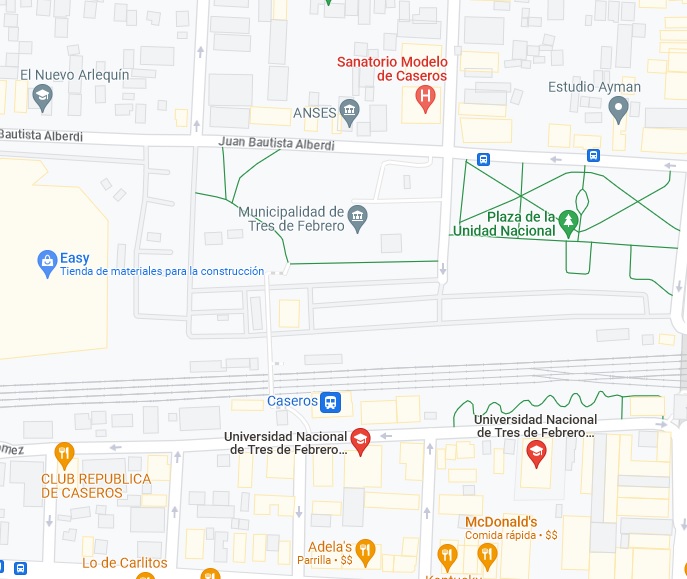 Sanatorio Modelo
de Caseros
El Nuevo Arlequín
Estudio Ayman
H
ANSES
Bautista Alberdi
Juan Bautista Alberdi
Municipalidad de
Tres de Febrero
Plaza de la
Unidad Nacional
Easy
Tienda de materiales para la construcción
Caseros
Universidad Nacional
de Tres de Febrero...
Universidad Nacional
de Tres de Febrero...
ómez
CLUB REPUBLICA
DE CASEROS
McDonald's
Comida rápida • $$
Adela's
Parrilla • $$
Lo de Carlitos
Kentucky